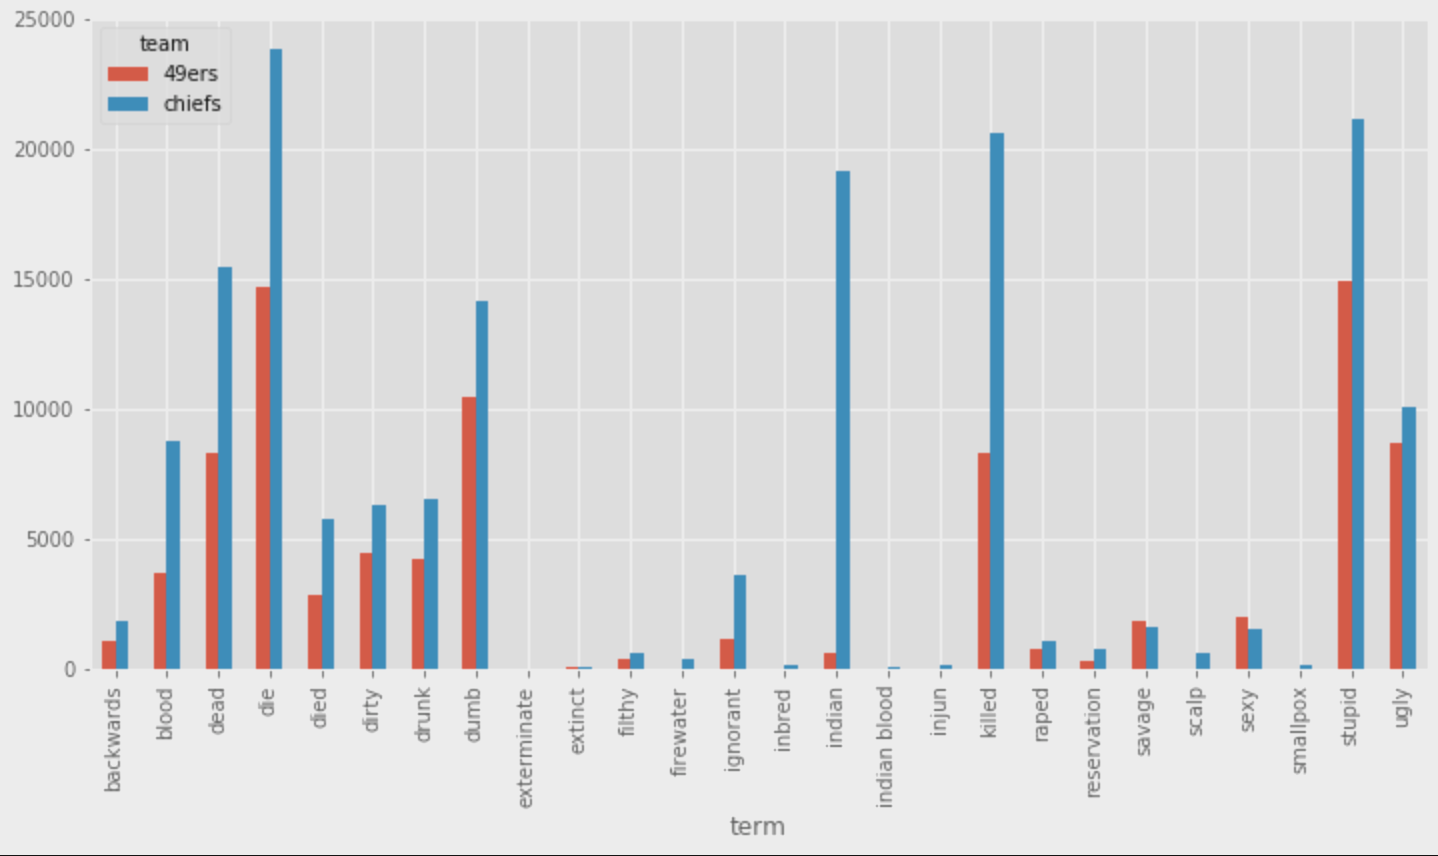 25000
team
49ers
chiefs
20000
15000
10000
5000
0
backwards
blood
dead
die
died
dirty
drunk
dumb
exterminate
extinct
filthy
firewater
ignorant
inbred
indian
indian blood
injun
killed
raped
reservation
savage
scalp
sexy
smallpox
stupid
ugly
term